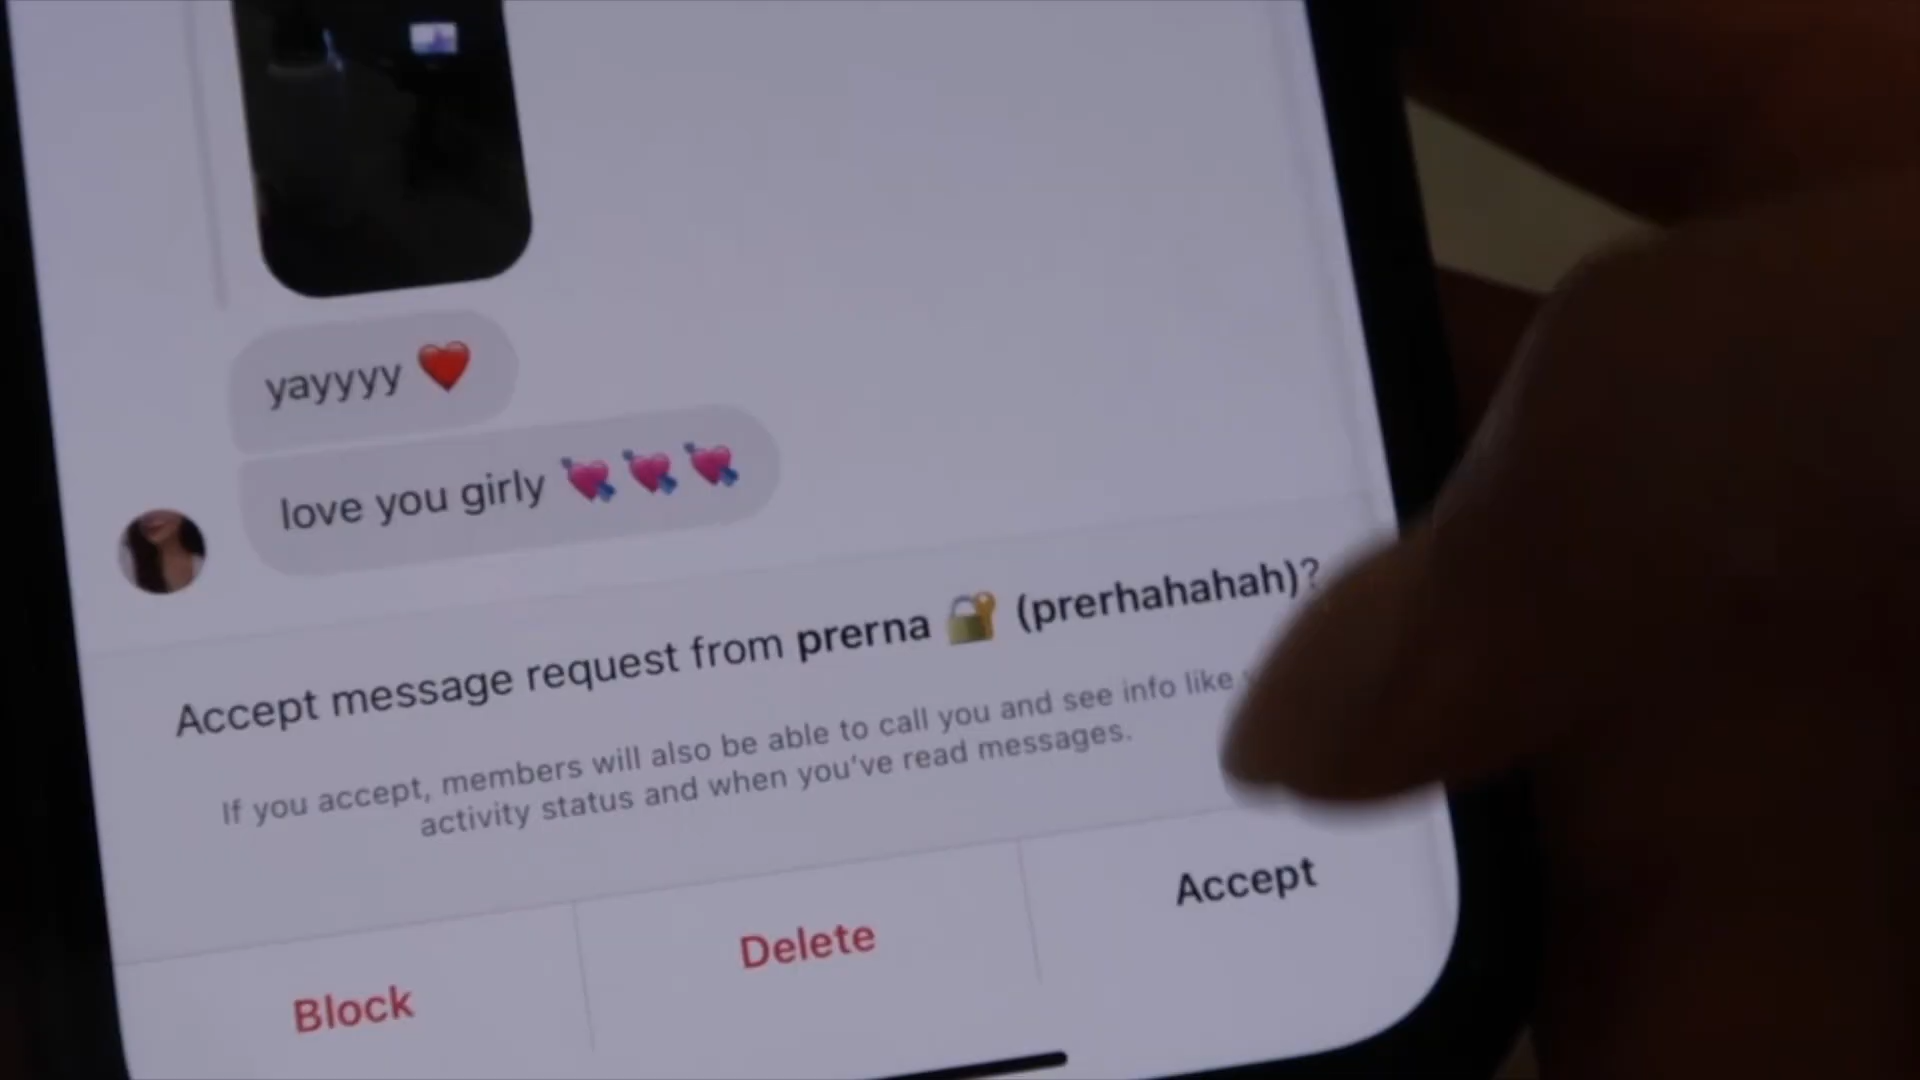 yayyyy ❤️
love you girly 💘💘💘
Accept message request from prerna 🔐 (prerhahahah)?
If you accept, members will also be able to call you and see info like
activity status and when you've read messages.
Block
Delete
Accept